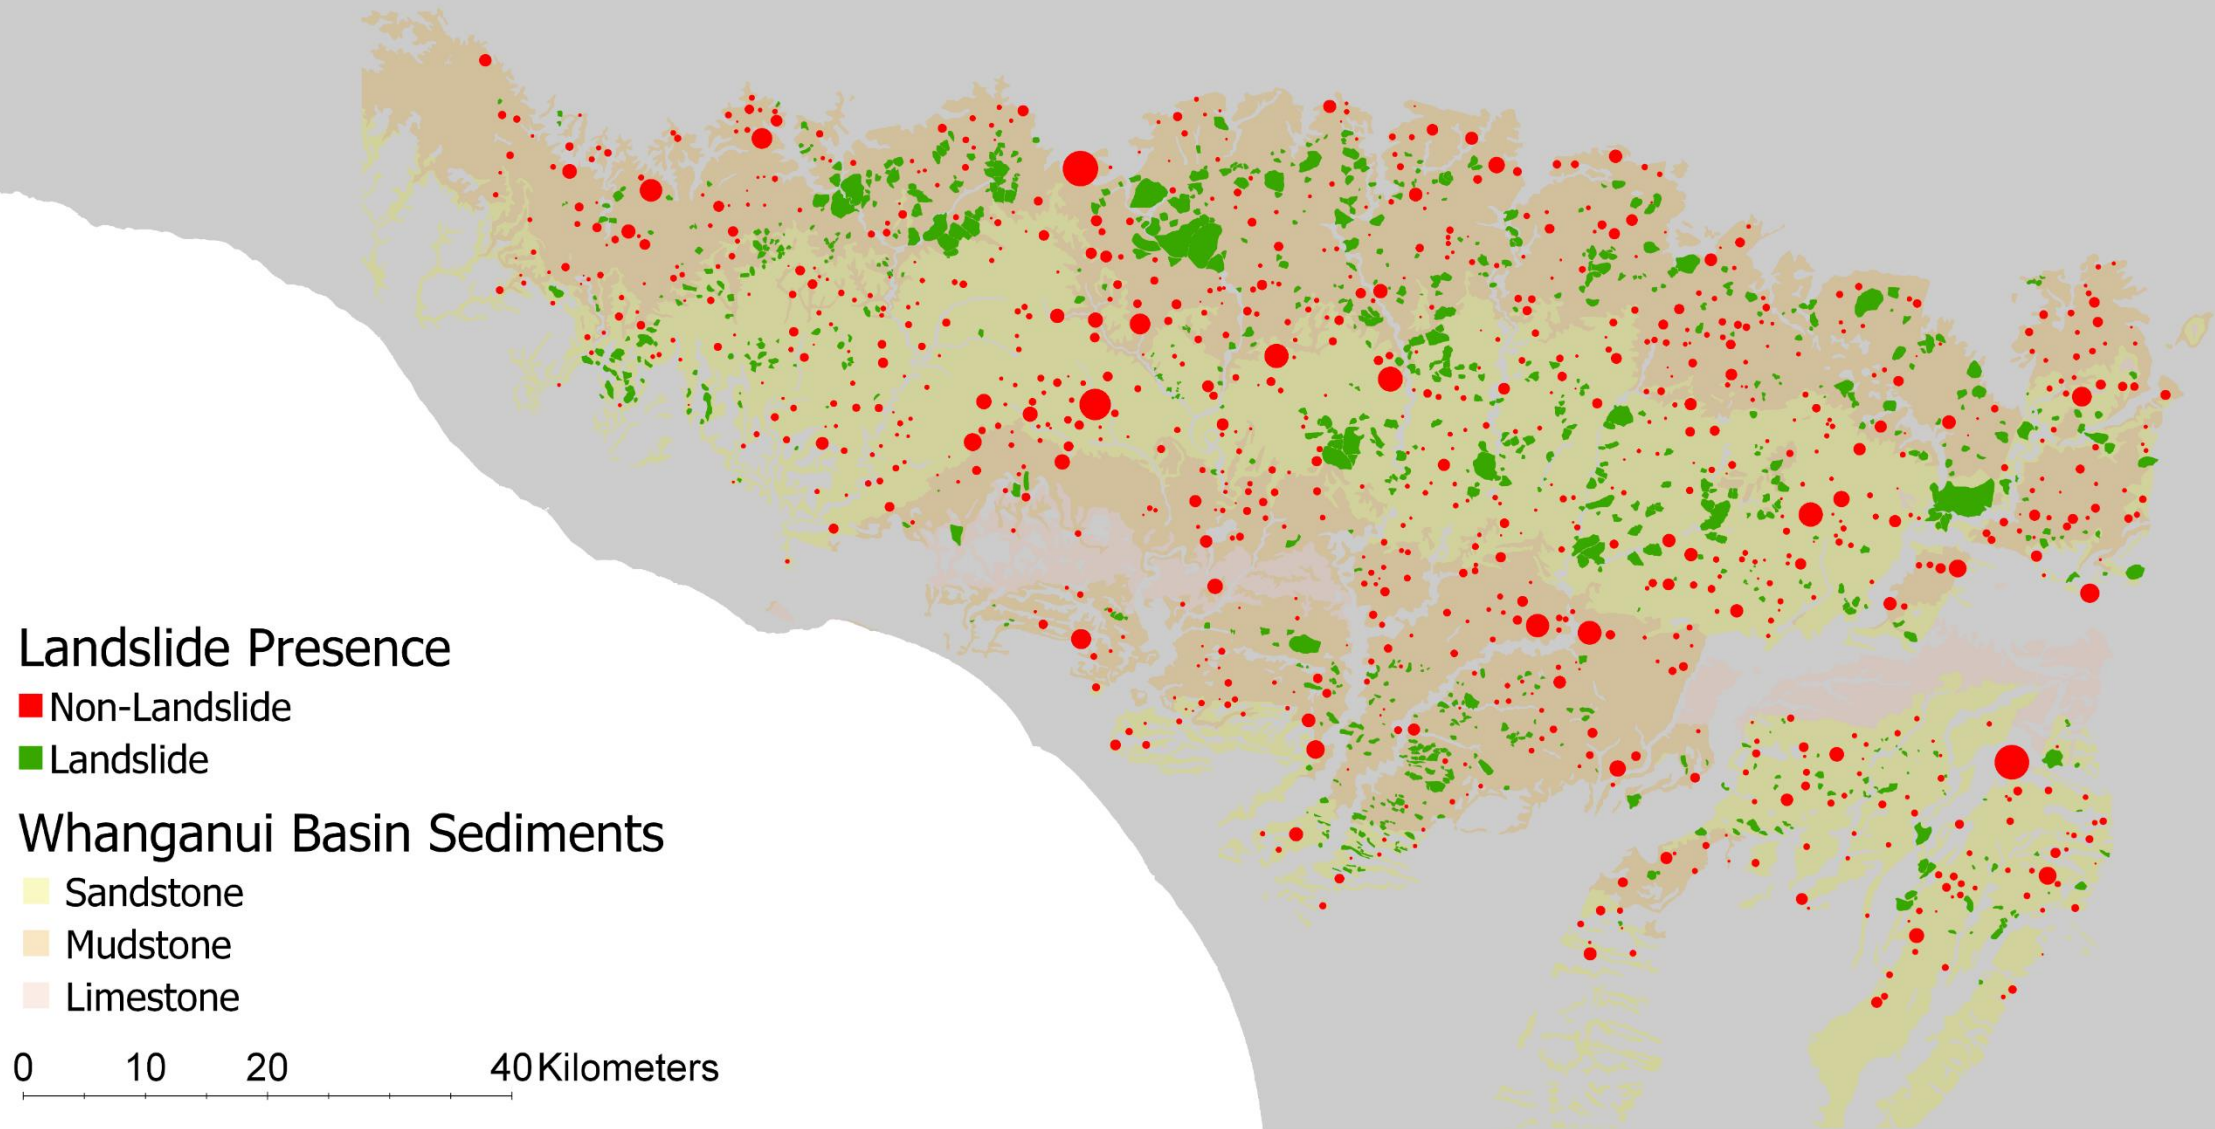 Landslide Presence
Non-Landslide
Landslide
Whanganui Basin Sediments
Sandstone
Mudstone
Limestone
0 10 20 40 Kilometers